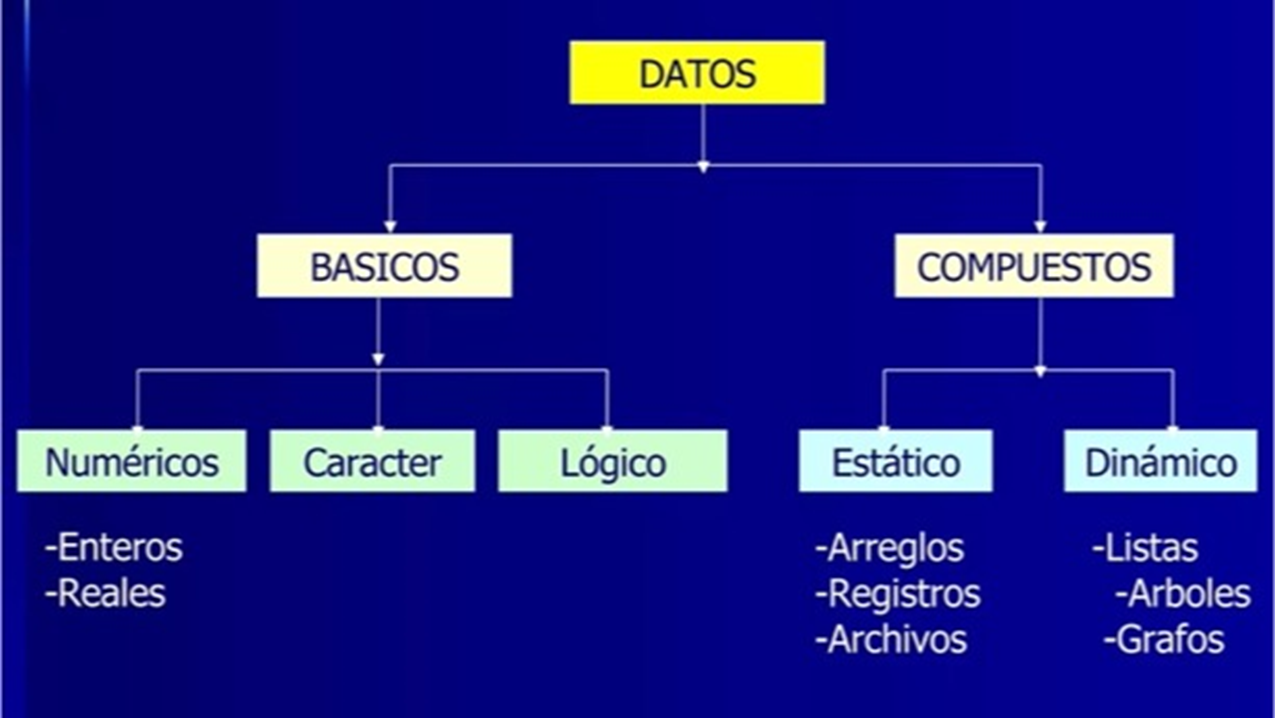 DATOS
BASICOS
COMPUESTOS
Numéricos
Caracter
Lógico
Estático
Dinámico
-Enteros
-Reales
-Arreglos
-Registros
-Archivos
-Listas
-Arboles
-Grafos